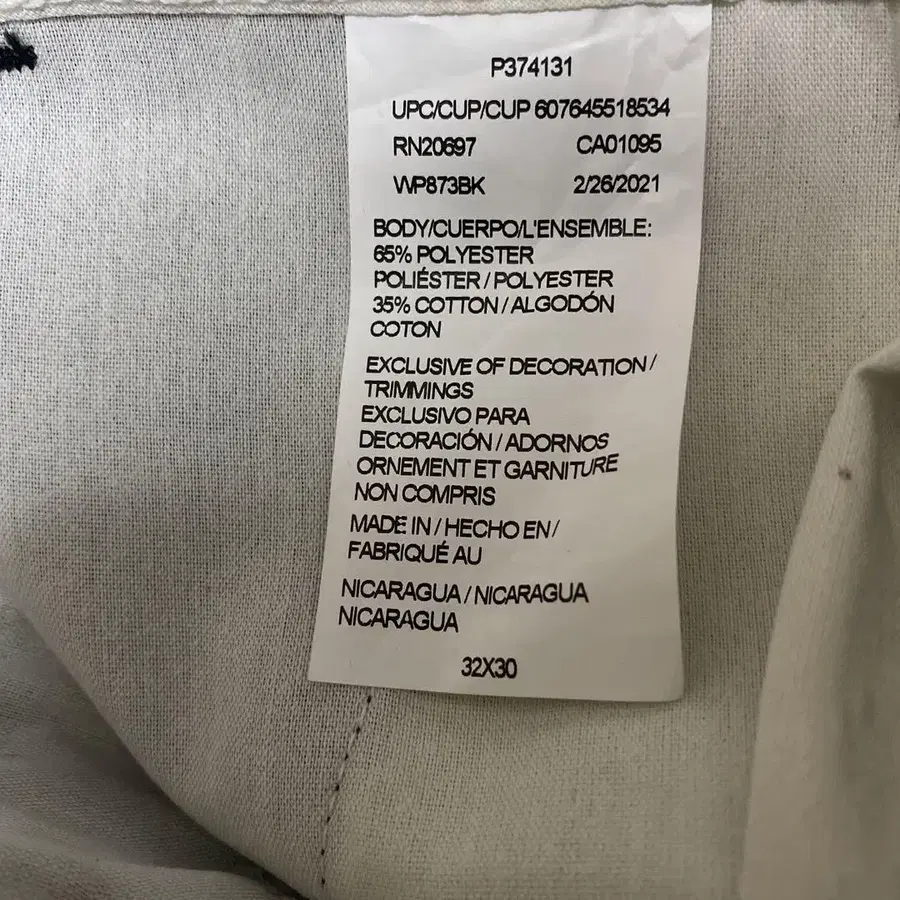 P374131
UPC/CUP/CUP 607645518534
RN20697 CA01095
WP873BK 2/26/2021
BODY/CUERPO/L'ENSEMBLE:
65% POLYESTER
POLIÉSTER / POLYESTER
35% COTTON / ALGODÓN
COTON
EXCLUSIVE OF DECORATION /
TRIMMINGS
EXCLUSIVO PARA
DECORACIÓN / ADORNOS
ORNEMENT ET GARNITURE
NON COMPRIS
MADE IN / HECHO EN /
FABRIQUÉ AU
NICARAGUA / NICARAGUA
NICARAGUA
32X30